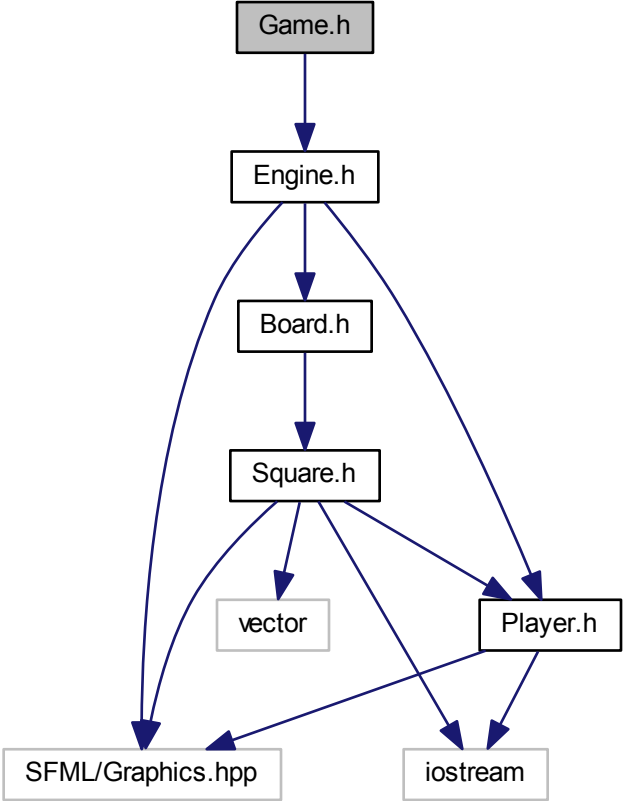 Game.h
Engine.h
Board.h
Square.h
vector
Player.h
SFML/Graphics.hpp
iostream